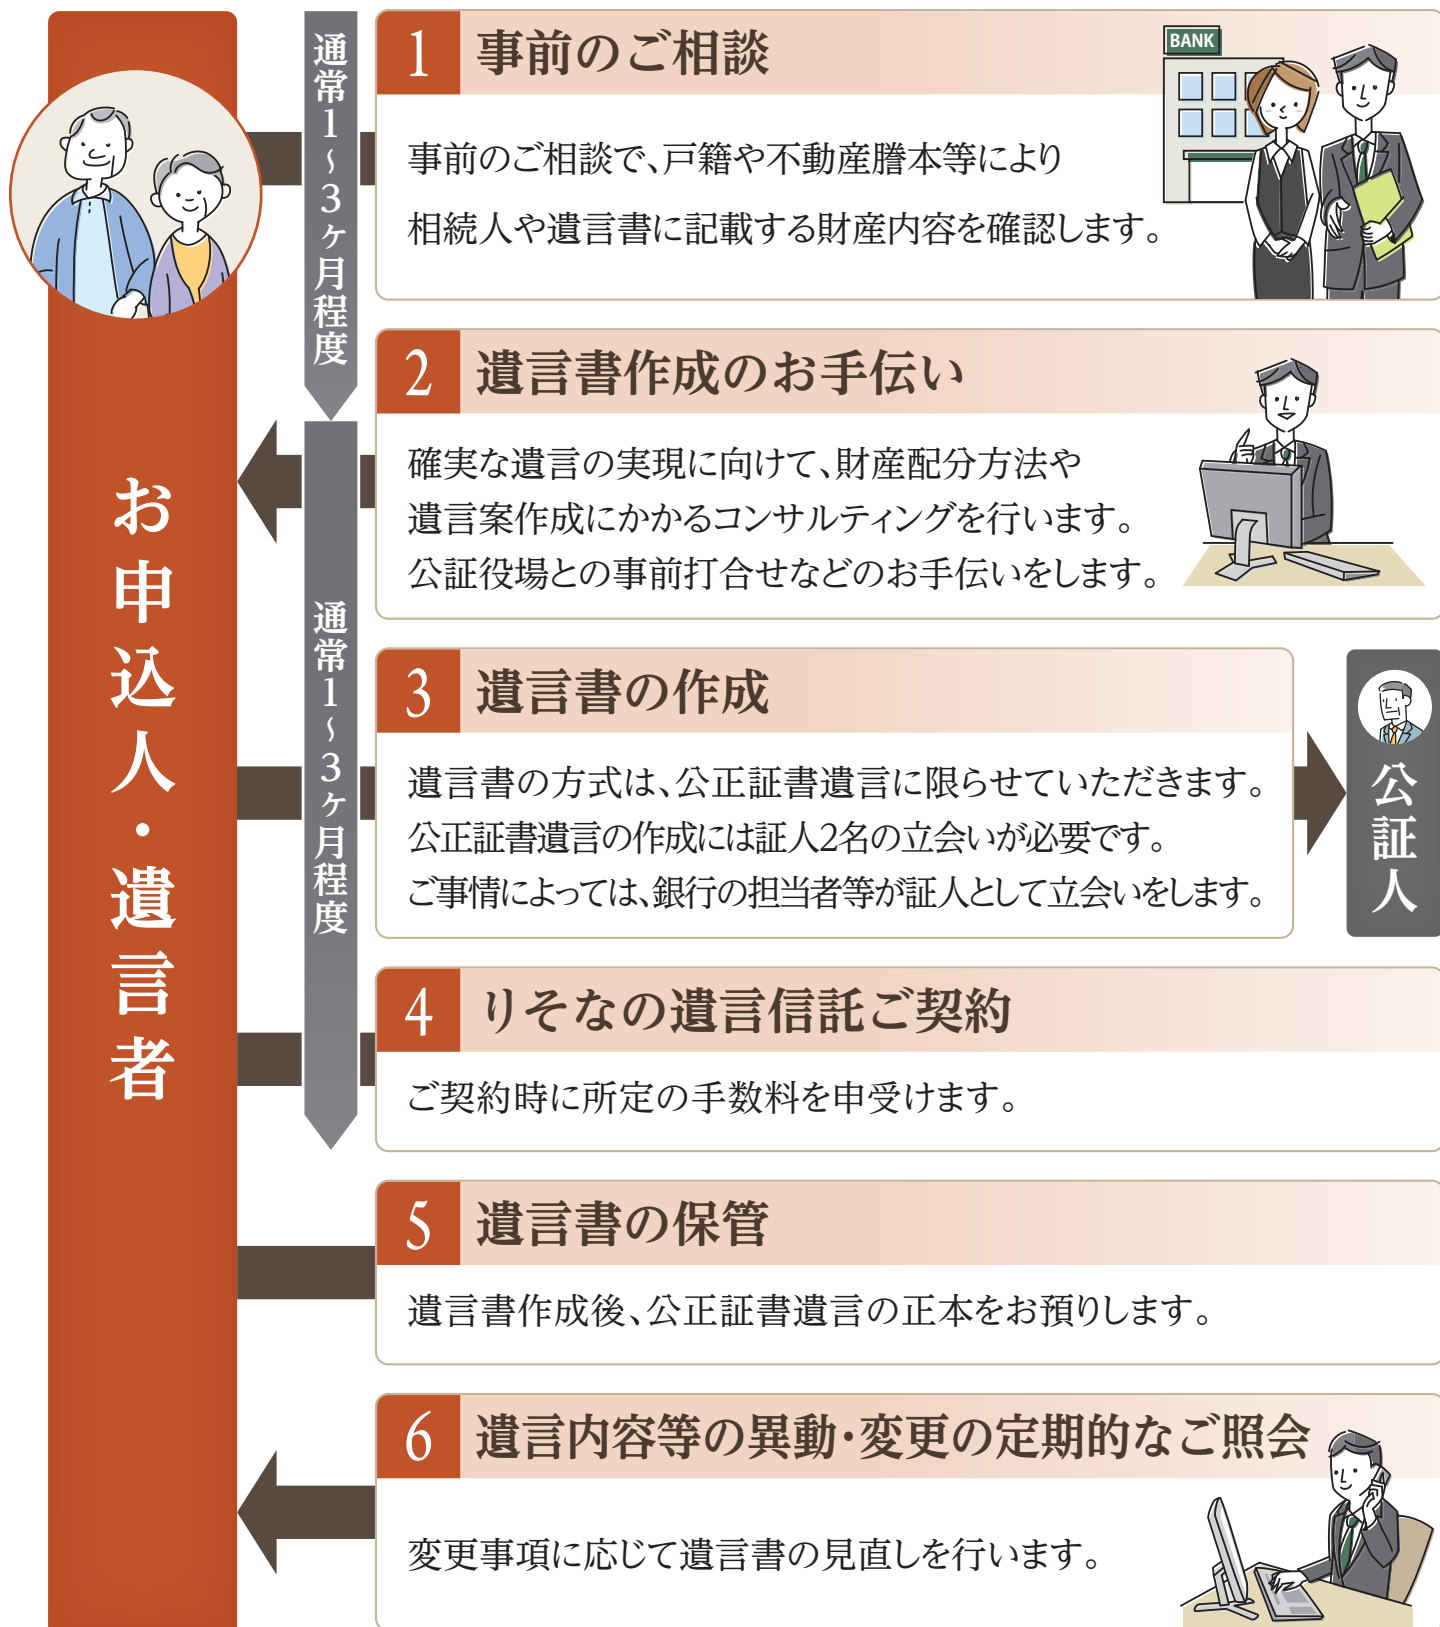 お申込人・遺言者
通常1〜3ヶ月程度
通常1〜3ヶ月程度
1 事前のご相談
BANK
事前のご相談で、戸籍や不動産謄本等により
相続人や遺言書に記載する財産内容を確認します。
2 遺言書作成のお手伝い
確実な遺言の実現に向けて、財産配分方法や
遺言案作成にかかるコンサルティングを行います。
公証役場との事前打合せなどのお手伝いをします。
3 遺言書の作成
遺言書の方式は、公正証書遺言に限らせていただきます。
公正証書遺言の作成には証人2名の立会いが必要です。
ご事情によっては、銀行の担当者等が証人として立会いをします。
公証人
4 りそなの遺言信託ご契約
ご契約時に所定の手数料を申受けます。
5 遺言書の保管
遺言書作成後、公正証書遺言の正本をお預りします。
6 遺言内容等の異動・変更の定期的なご照会
変更事項に応じて遺言書の見直しを行います。